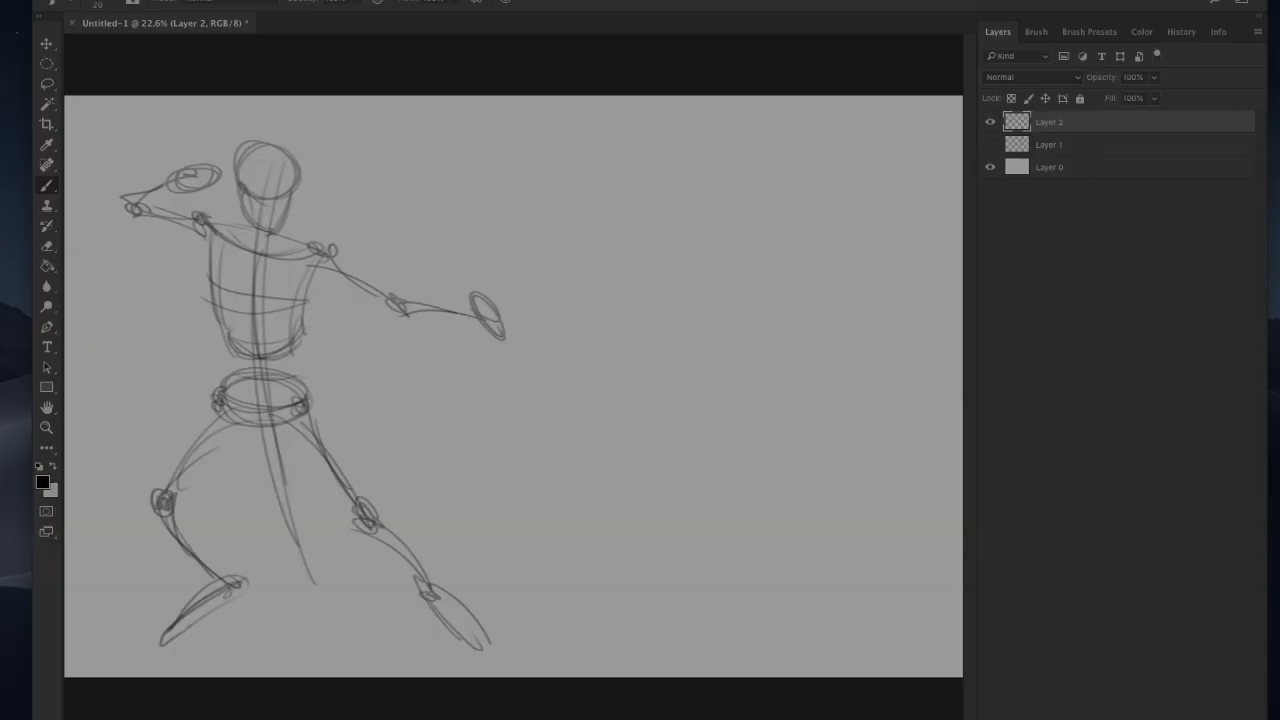 20
Untitled-1 @ 22.6% (Layer 2, RGB/8) *
Layers Brush Brush Presets Color History Info
Kind
Normal Opacity: 100%
Lock: Fill: 100%
Layer 2
Layer 1
Layer 0